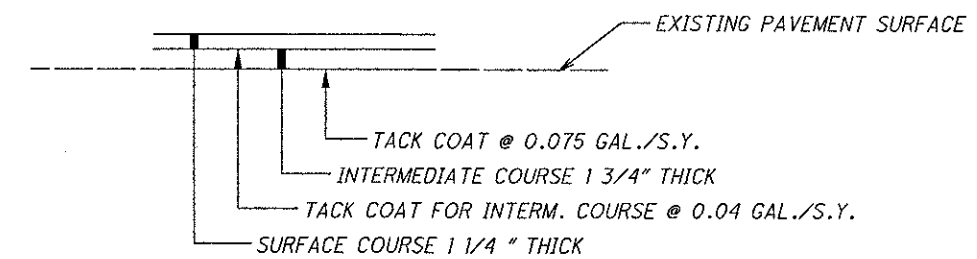 EXISTING PAVEMENT SURFACE
TACK COAT @ 0.075 GAL./S.Y.
INTERMEDIATE COURSE 1 3/4" THICK
TACK COAT FOR INTERM. COURSE @ 0.04 GAL./S.Y.
SURFACE COURSE 1 1/4 " THICK